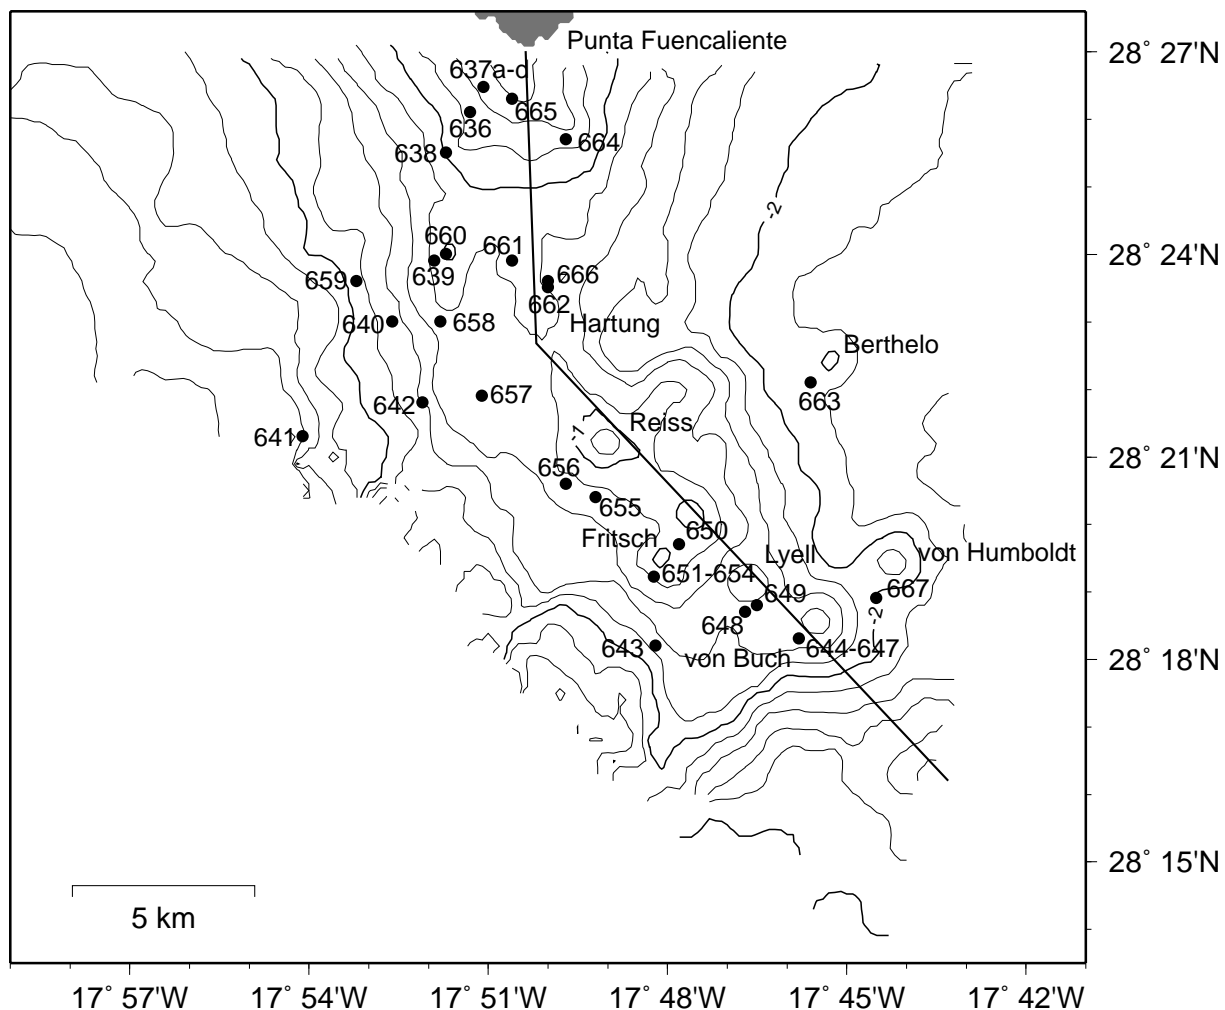 Punta Fuencaliente
28˚ 27'N
637a-d
665
636
664
638
-2
660
661
28˚ 24'N
659
639
666
662
640
658
Hartung
Berthelo
663
657
642
Reiss
-1
641
28˚ 21'N
656
655
650
Fritsch
Lyell
von Humboldt
651-654
649
667
648
-2
643
644-647
von Buch
28˚ 18'N
28˚ 15'N
5 km
17˚ 57'W
17˚ 54'W
17˚ 51'W
17˚ 48'W
17˚ 45'W
17˚ 42'W